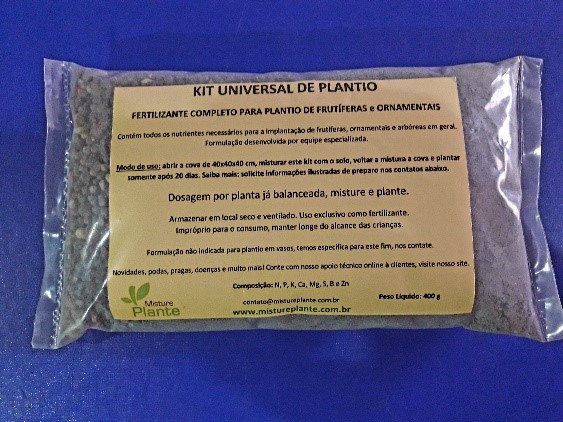 KIT UNIVERSAL DE PLANTIO
FERTILIZANTE COMPLETO PARA PLANTIO DE FRUTÍFERAS e ORNAMENTAIS
Contém todos os nutrientes necessários para a implantação de frutíferas, ornamentais e arbóreas em geral.
Formulação desenvolvida por equipe especializada.
Modo de uso: abrir a cova de 40x40x40 cm, misturar este kit com o solo, voltar a mistura a cova e plantar
somente após 20 dias. Saiba mais: solicite informações ilustradas de preparo nos contatos abaixo.
Dosagem por planta já balanceada, misture e plante.
Armazenar em local seco e ventilado. Uso exclusivo como fertilizante.
Impróprio para o consumo, manter longe do alcance das crianças.
Formulação não indicada para plantio em vasos, temos específica para este fim, nos contate.
Novidades, podas, pragas, doenças e muito mais! Conte com nosso apoio técnico online à clientes, visite nosso site.
Composição: N, P, K, Ca, Mg, S, B e Zn
Misture
Plante
contato@mistureplante.com.br
Peso Líquido: 400 g
www.mistureplante.com.br